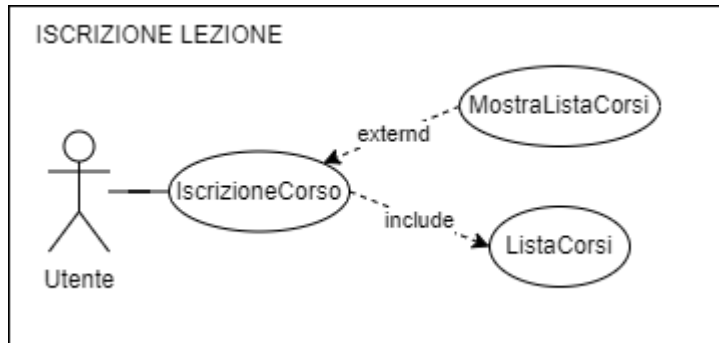 ISCRIZIONE LEZIONE
MostraListaCorsi
externd
IscrizioneCorso
include
ListaCorsi
Utente